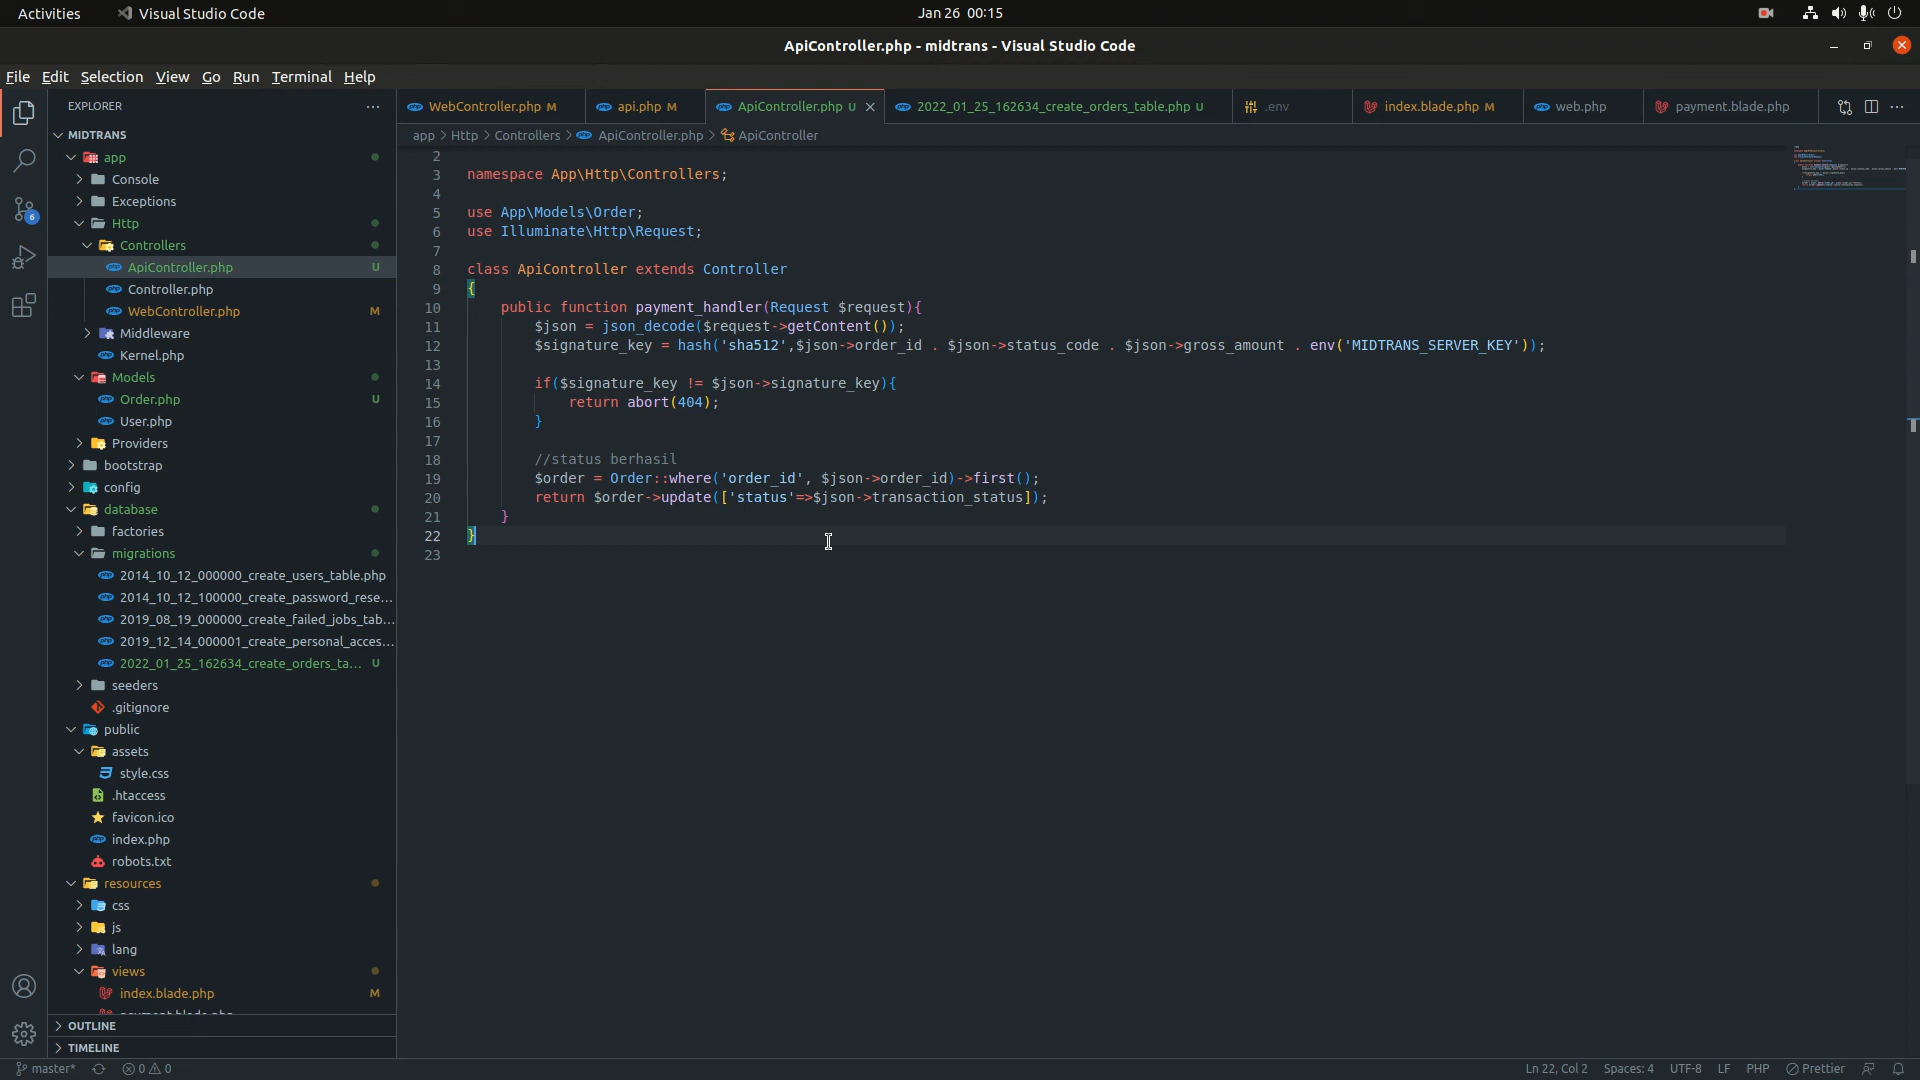 Activities
Visual Studio Code
Jan 26 00:15
ApiController.php - midtrans - Visual Studio Code
File Edit Selection View Go Run Terminal Help
EXPLORER
MIDTRANS
app
Console
Exceptions
Http
Controllers
ApiController.php U
Controller.php
WebController.php M
Middleware
Kernel.php
Models
Order.php U
User.php
Providers
bootstrap
config
database
factories
migrations
2014_10_12_000000_create_users_table.php
2014_10_12_100000_create_password_rese...
2019_08_19_000000_create_failed_jobs_tab...
2019_12_14_000001_create_personal_acces...
2022_01_25_162634_create_orders_ta... U
seeders
.gitignore
public
assets
style.css
.htaccess
favicon.ico
index.php
robots.txt
resources
css
js
lang
views
index.blade.php M
OUTLINE
TIMELINE
WebController.php M
api.php M
ApiController.php U
2022_01_25_162634_create_orders_table.php U
.env
index.blade.php M
web.php
payment.blade.php
app > Http > Controllers > ApiController.php > ApiController
2
3 namespace App\Http\Controllers;
4
5 use App\Models\Order;
6 use Illuminate\Http\Request;
7
8 class ApiController extends Controller
9 {
10 public function payment_handler(Request $request){
11 $json = json_decode($request->getContent());
12 $signature_key = hash('sha512',$json->order_id . $json->status_code . $json->gross_amount . env('MIDTRANS_SERVER_KEY'));
13
14 if($signature_key != $json->signature_key){
15 return abort(404);
16 }
17
18 //status berhasil
19 $order = Order::where('order_id', $json->order_id)->first();
20 return $order->update(['status'=>$json->transaction_status]);
21 }
22 }
23
6
master*
0 0
Ln 22, Col 2
Spaces: 4
UTF-8
LF
PHP
Prettier